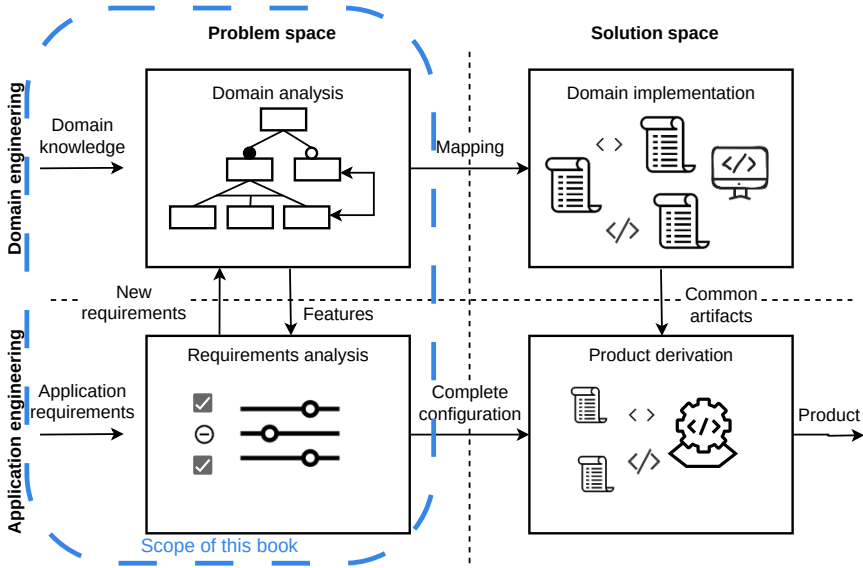 Problem space
Solution space
Domain engineering
Domain
knowledge
Domain analysis
Mapping
Domain implementation
</>
< >
</>
New
requirements
Features
Common
artifacts
Application engineering
Application
requirements
Requirements analysis
Complete
configuration
Product derivation
< >
</>
</>
Product
Scope of this book